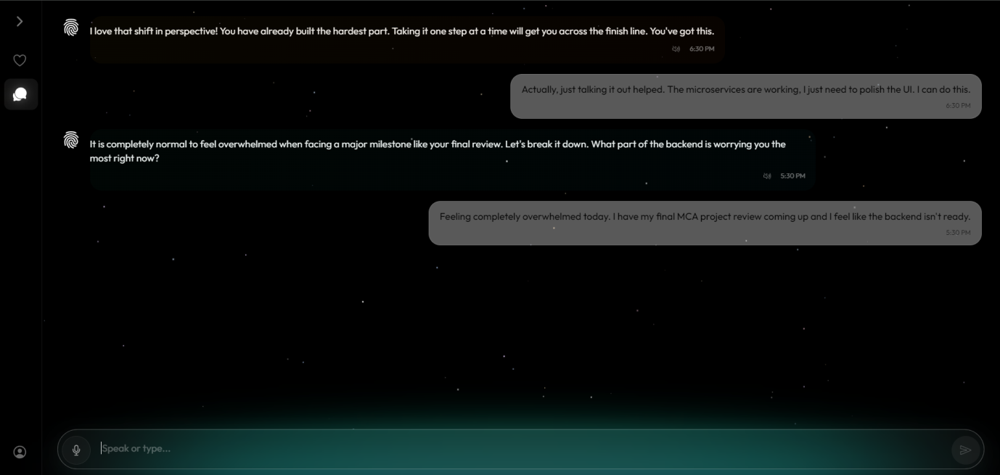 I love that shift in perspective! You have already built the hardest part. Taking it one step at a time will get you across the finish line. You've got this.
6:30 PM
Actually, just talking it out helped. The microservices are working, I just need to polish the UI. I can do this.
6:30 PM
It is completely normal to feel overwhelmed when facing a major milestone like your final review. Let's break it down. What part of the backend is worrying you the
most right now?
5:30 PM
Feeling completely overwhelmed today. I have my final MCA project review coming up and I feel like the backend isn't ready.
5:30 PM
Speak or type...